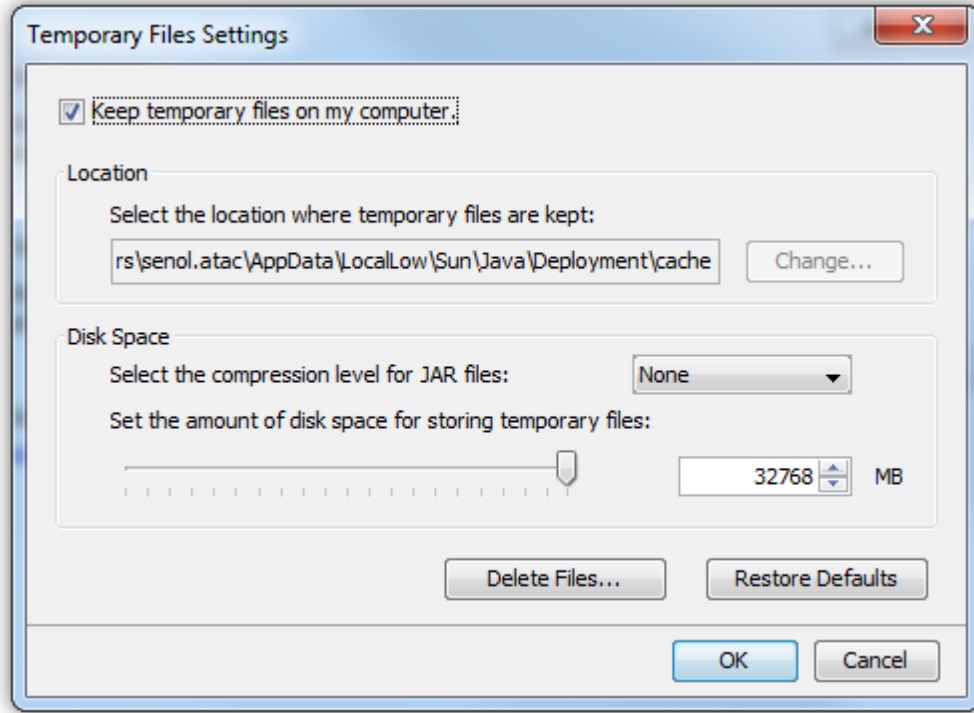 Temporary Files Settings
Keep temporary files on my computer.
Location
Select the location where temporary files are kept:
rs\senol.atac\AppData\LocalLow\Sun\Java\Deployment\cache
Change...
Disk Space
Select the compression level for JAR files:
None
Set the amount of disk space for storing temporary files:
32768 MB
Delete Files...
Restore Defaults
OK
Cancel